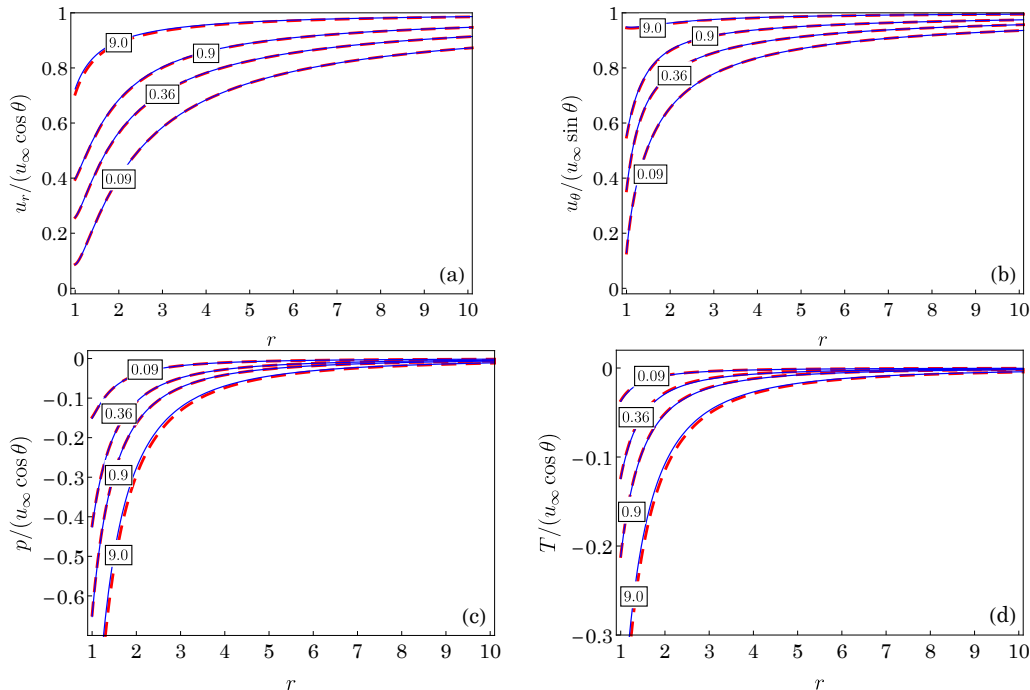 u_r/(u_∞ cos θ)
1
0.8
0.6
0.4
0.2
0
9.0
0.9
0.36
0.09
(a)
1 2 3 4 5 6 7 8 9 10
r
u_θ/(u_∞ sin θ)
1
0.8
0.6
0.4
0.2
0
9.0
0.9
0.36
0.09
(b)
1 2 3 4 5 6 7 8 9 10
r
p/(u_∞ cos θ)
0
−0.1
−0.2
−0.3
−0.4
−0.5
−0.6
0.09
0.36
0.9
9.0
(c)
1 2 3 4 5 6 7 8 9 10
r
T/(u_∞ cos θ)
0
−0.1
−0.2
−0.3
0.09
0.36
0.9
9.0
(d)
1 2 3 4 5 6 7 8 9 10
r